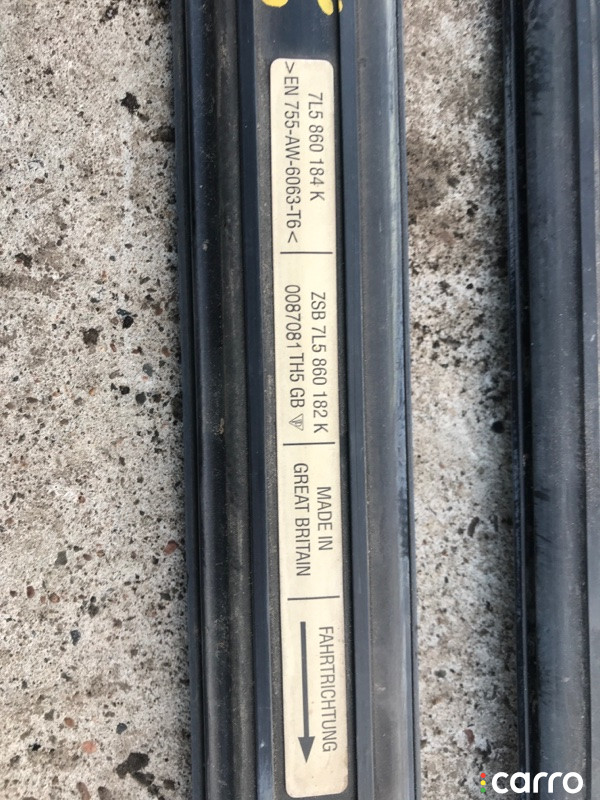 7L5 860 184 K
>EN 755-AW-6063-T6<
ZSB 7L5 860 182 K
0087081 TH5 GB
MADE IN
GREAT BRITAIN
FAHRTRICHTUNG
carro